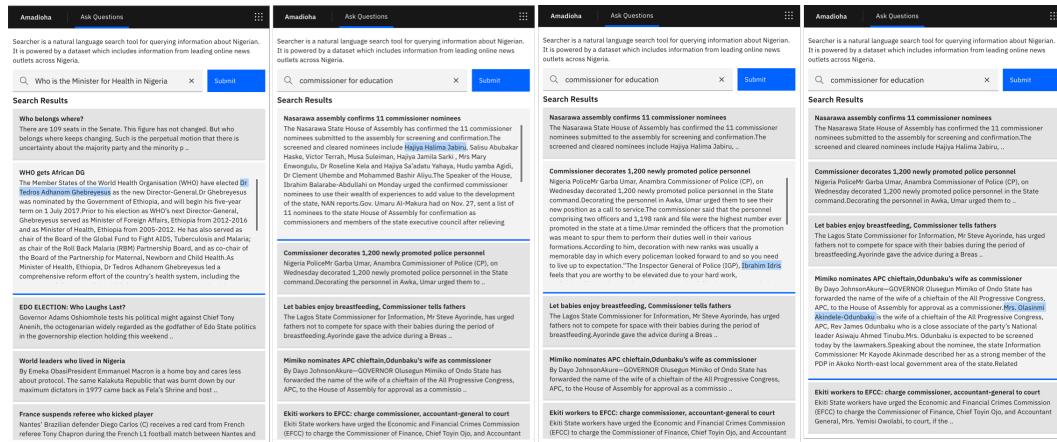 Amadioha Ask Questions
Searcher is a natural language search tool for querying information about Nigerian.
It is powered by a dataset which includes information from leading online news
outlets across Nigeria.
Who is the Minister for Health in Nigeria × Submit
Search Results
Who belongs where?
There are 109 seats in the Senate. This figure has not changed. But who
belongs where keeps changing. Such is the perpetual motion that there is
uncertainty about the majority party and the minority p ..
WHO gets African DG
The Member States of the World Health Organisation (WHO) have elected Dr
Tedros Adhanom Ghebreyesus as the new Director-General.Dr Ghebreyesus
was nominated by the Government of Ethiopia, and will begin his five-year
term on 1 July 2017.Prior to his election as WHO's next Director-General,
Ghebreyesus served as Minister of Foreign Affairs, Ethiopia from 2012-2016
and as Minister of Health, Ethiopia from 2005-2012. He has also served as
chair of the Board of the Global Fund to Fight AIDS, Tuberculosis and Malaria;
as chair of the Roll Back Malaria (RBM) Partnership Board, and as co-chair of
the Board of the Partnership for Maternal, Newborn and Child Health.As
Minister of Health, Ethiopia, Dr Tedros Adhanom Ghebreyesus led a
comprehensive reform effort of the country's health system, including the
EDO ELECTION: Who Laughs Last?
Governor Adams Oshiomhole tests his political might against Chief Tony
Anenih, the octogenarian widely regarded as the godfather of Edo State politics
in the governorship election holding this weekend ..
World leaders who lived in Nigeria
By Emeka ObasiPresident Emmanuel Macron is a home boy and cares less
about protocol. The same Kalakuta Republic that was burnt down by our
maximum dictators in 1977 came back as Fela's Shrine and host ..
France suspends referee who kicked player
Nantes' Brazilian defender Diego Carlos (C) receives a red card from French
referee Tony Chapron during the French L1 football match between Nantes and
Amadioha Ask Questions
Searcher is a natural language search tool for querying information about Nigerian.
It is powered by a dataset which includes information from leading online news
outlets across Nigeria.
commissioner for education × Submit
Search Results
Nasarawa assembly confirms 11 commissioner nominees
The Nasarawa State House of Assembly has confirmed the 11 commissioner
nominees submitted to the assembly for screening and confirmation.The
screened and cleared nominees include Hajiya Halima Jabiru, Salisu Abubakar
Haske, Victor Terrah, Musa Suleiman, Hajiya Jamila Sarki , Mrs Mary
Enwongulu, Dr Roseline Kela and Hajiya Sa'adatu Yahaya, Hudu yamba Agidi,
Dr Clement Uhembe and Mohammed Bashir Aliyu.The Speaker of the House,
Ibrahim Balarabe-Abdullahi on Monday urged the confirmed commissioner
nominees to use their wealth of experiences to add value to the development
of the state, NAN reports.Gov. Umaru Al-Makura had on Nov. 27, sent a list of
11 nominees to the state House of Assembly for confirmation as
commissioners and members of the state executive council after relieving
Commissioner decorates 1,200 newly promoted police personnel
Nigeria PoliceMr Garba Umar, Anambra Commissioner of Police (CP), on
Wednesday decorated 1,200 newly promoted police personnel in the State
command.Decorating the personnel in Awka, Umar urged them to ..
Let babies enjoy breastfeeding, Commissioner tells fathers
The Lagos State Commissioner for Information, Mr Steve Ayorinde, has urged
fathers not to compete for space with their babies during the period of
breastfeeding.Ayorinde gave the advice during a Breas ..
Mimiko nominates APC chieftain,Odunbaku's wife as commissioner
By Dayo JohnsonAkure—GOVERNOR Olusegun Mimiko of Ondo State has
forwarded the name of the wife of a chieftain of the All Progressive Congress,
APC, to the House of Assembly for approval as a commissio ..
Ekiti workers to EFCC: charge commissioner, accountant-general to court
Ekiti State workers have urged the Economic and Financial Crimes Commission
(EFCC) to charge the Commissioner of Finance, Chief Toyin Ojo, and Accountant
Amadioha Ask Questions
Searcher is a natural language search tool for querying information about Nigerian.
It is powered by a dataset which includes information from leading online news
outlets across Nigeria.
commissioner for education × Submit
Search Results
Nasarawa assembly confirms 11 commissioner nominees
The Nasarawa State House of Assembly has confirmed the 11 commissioner
nominees submitted to the assembly for screening and confirmation.The
screened and cleared nominees include Hajiya Halima Jabiru, ..
Commissioner decorates 1,200 newly promoted police personnel
Nigeria PoliceMr Garba Umar, Anambra Commissioner of Police (CP), on
Wednesday decorated 1,200 newly promoted police personnel in the State
command.Decorating the personnel in Awka, Umar urged them to see their
new position as a call to service.The commissioner said that the personnel
comprising two officers and 1,198 rank and file were the highest number ever
promoted in the state at a time.Umar reminded the officers that the promotion
was meant to spur them to perform their duties well in their various
formations.According to him, decoration with new ranks was usually a
memorable day in which every policeman looked forward to and so you need
to live up to expectation."The Inspector General of Police (IGP), Ibrahim Idris
feels that you are worthy to be elevated due to your hard work,
Let babies enjoy breastfeeding, Commissioner tells fathers
The Lagos State Commissioner for Information, Mr Steve Ayorinde, has urged
fathers not to compete for space with their babies during the period of
breastfeeding.Ayorinde gave the advice during a Breas ..
Mimiko nominates APC chieftain,Odunbaku's wife as commissioner
By Dayo JohnsonAkure—GOVERNOR Olusegun Mimiko of Ondo State has
forwarded the name of the wife of a chieftain of the All Progressive Congress,
APC, to the House of Assembly for approval as a commissio ..
Ekiti workers to EFCC: charge commissioner, accountant-general to court
Ekiti State workers have urged the Economic and Financial Crimes Commission
(EFCC) to charge the Commissioner of Finance, Chief Toyin Ojo, and Accountant
Amadioha Ask Questions
Searcher is a natural language search tool for querying information about Nigerian.
It is powered by a dataset which includes information from leading online news
outlets across Nigeria.
commissioner for education × Submit
Search Results
Nasarawa assembly confirms 11 commissioner nominees
The Nasarawa State House of Assembly has confirmed the 11 commissioner
nominees submitted to the assembly for screening and confirmation.The
screened and cleared nominees include Hajiya Halima Jabiru, ..
Commissioner decorates 1,200 newly promoted police personnel
Nigeria PoliceMr Garba Umar, Anambra Commissioner of Police (CP), on
Wednesday decorated 1,200 newly promoted police personnel in the State
command.Decorating the personnel in Awka, Umar urged them to ..
Let babies enjoy breastfeeding, Commissioner tells fathers
The Lagos State Commissioner for Information, Mr Steve Ayorinde, has urged
fathers not to compete for space with their babies during the period of
breastfeeding.Ayorinde gave the advice during a Breas ..
Mimiko nominates APC chieftain,Odunbaku's wife as commissioner
By Dayo JohnsonAkure—GOVERNOR Olusegun Mimiko of Ondo State has
forwarded the name of the wife of a chieftain of the All Progressive Congress,
APC, to the House of Assembly for approval as a commissioner.Mrs. Olasinmi
Akindele-Odunbaku is the wife of a chieftain of the All Progressive Congress,
APC, Rev James Odunbaku who is a close associate of the party's National
leader Asiwaju Ahmed Tinubu.Mrs. Odunbaku is expected to be screened
today by the lawmakers.Speaking about the nominee, the state Information
Commissioner Mr Kayode Akinmade described her as a strong member of the
PDP in Akoko North-east local government area of the state.Related
Ekiti workers to EFCC: charge commissioner, accountant-general to court
Ekiti State workers have urged the Economic and Financial Crimes Commission
(EFCC) to charge the Commissioner of Finance, Chief Toyin Ojo, and Accountant
General, Mrs. Yemisi Owolabi, to court, if the ..